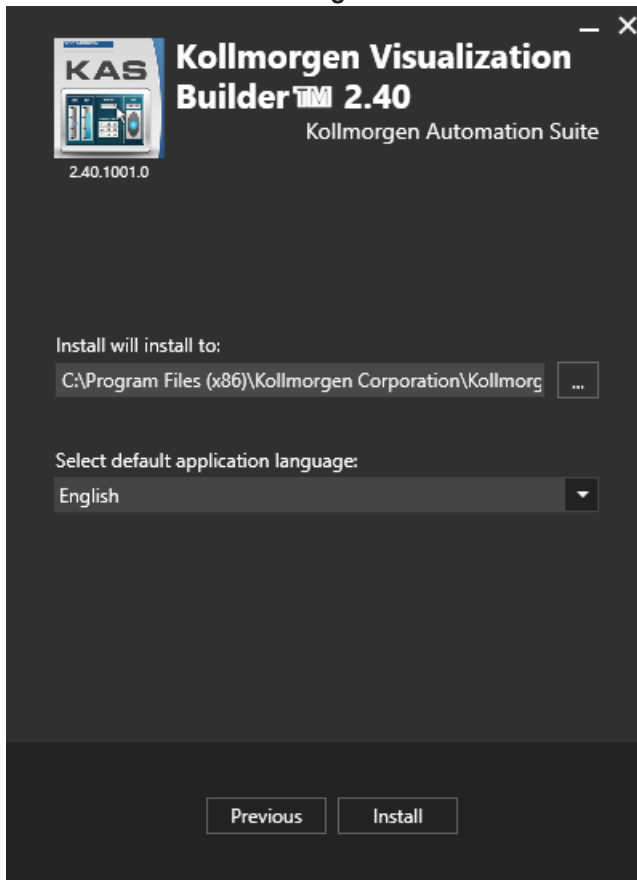 KAS
Kollmorgen Visualization
Builder™ 2.40
Kollmorgen Automation Suite
2.40.1001.0
Install will install to:
C:\Program Files (x86)\Kollmorgen Corporation\Kollmorg
...
Select default application language:
English
Previous
Install